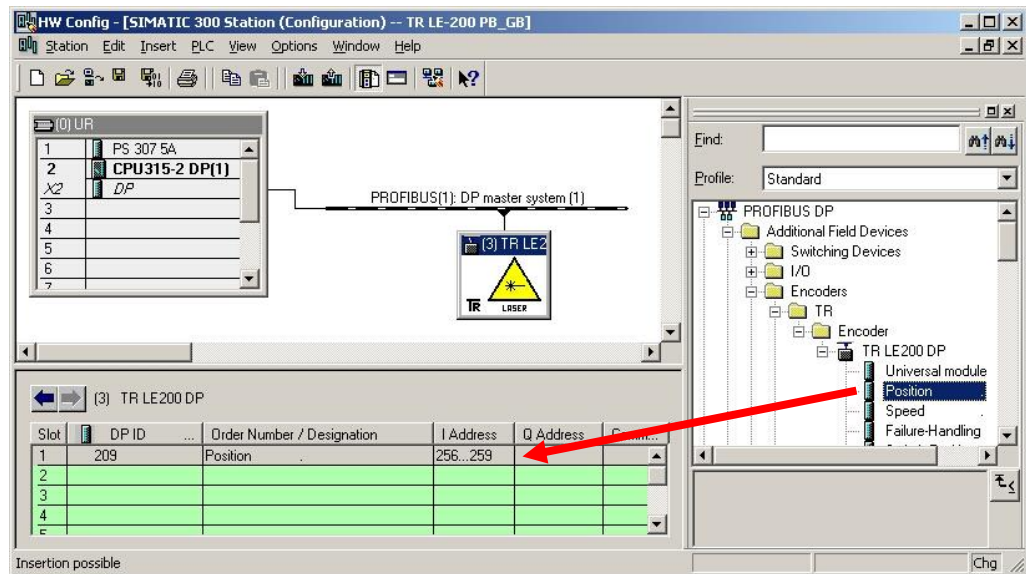 HW Config - [SIMATIC 300 Station (Configuration) -- TR LE-200 PB_GB]
Station Edit Insert PLC View Options Window Help
(0) UR
1 PS 307 5A
2 CPU315-2 DP(1)
X2 DP
3
4
5
6
7
PROFIBUS(1): DP master system (1)
(3) TR LE2
TR LASER
Find:
Profile: Standard
PROFIBUS DP
Additional Field Devices
Switching Devices
I/O
Encoders
TR
Encoder
TR LE200 DP
Universal module
Position
Speed .
Failure-Handling
(3) TR LE200 DP
Slot DP ID ... Order Number / Designation I Address Q Address
1 209 Position . 256...259
2
3
4
5
Insertion possible
Chg